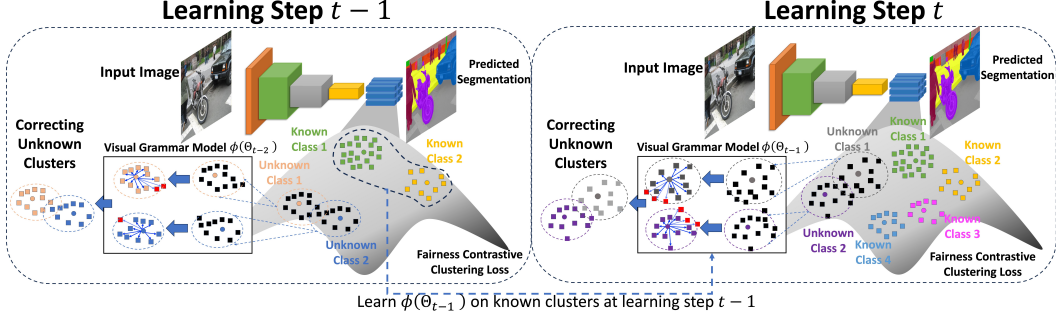 Learning Step t − 1
Input Image
Predicted
Segmentation
Correcting
Unknown
Clusters
Visual Grammar Model ϕ(Θₜ₋₂)
Known
Class 1
Known
Class 2
Unknown
Class 1
Unknown
Class 2
Fairness Contrastive
Clustering Loss
Learning Step t
Input Image
Predicted
Segmentation
Correcting
Unknown
Clusters
Visual Grammar Model ϕ(Θₜ₋₁)
Unknown
Class 1
Known
Class 1
Known
Class 2
Unknown
Class 2
Known
Class 4
Known
Class 3
Fairness Contrastive
Clustering Loss
Learn ϕ(Θₜ₋₁) on known clusters at learning step t − 1